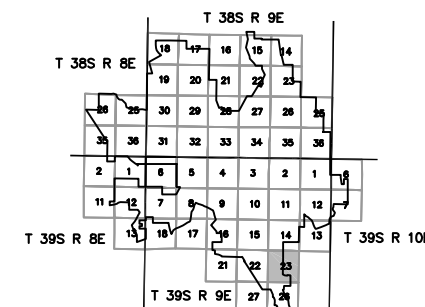 T 38S R 9E
18 17 16 15 14
T 38S R 8E
19 20 21 22 23
26 25 30 29 28 27 26 25
35 36 31 32 33 34 35 36
2 1 6 5 4 3 2 1 6
11 12 7 8 9 10 11 12 7
13 18 17 16 15 14 13
T 39S R 8E
T 39S R 10
21 22 23
T 39S R 9E
27 26